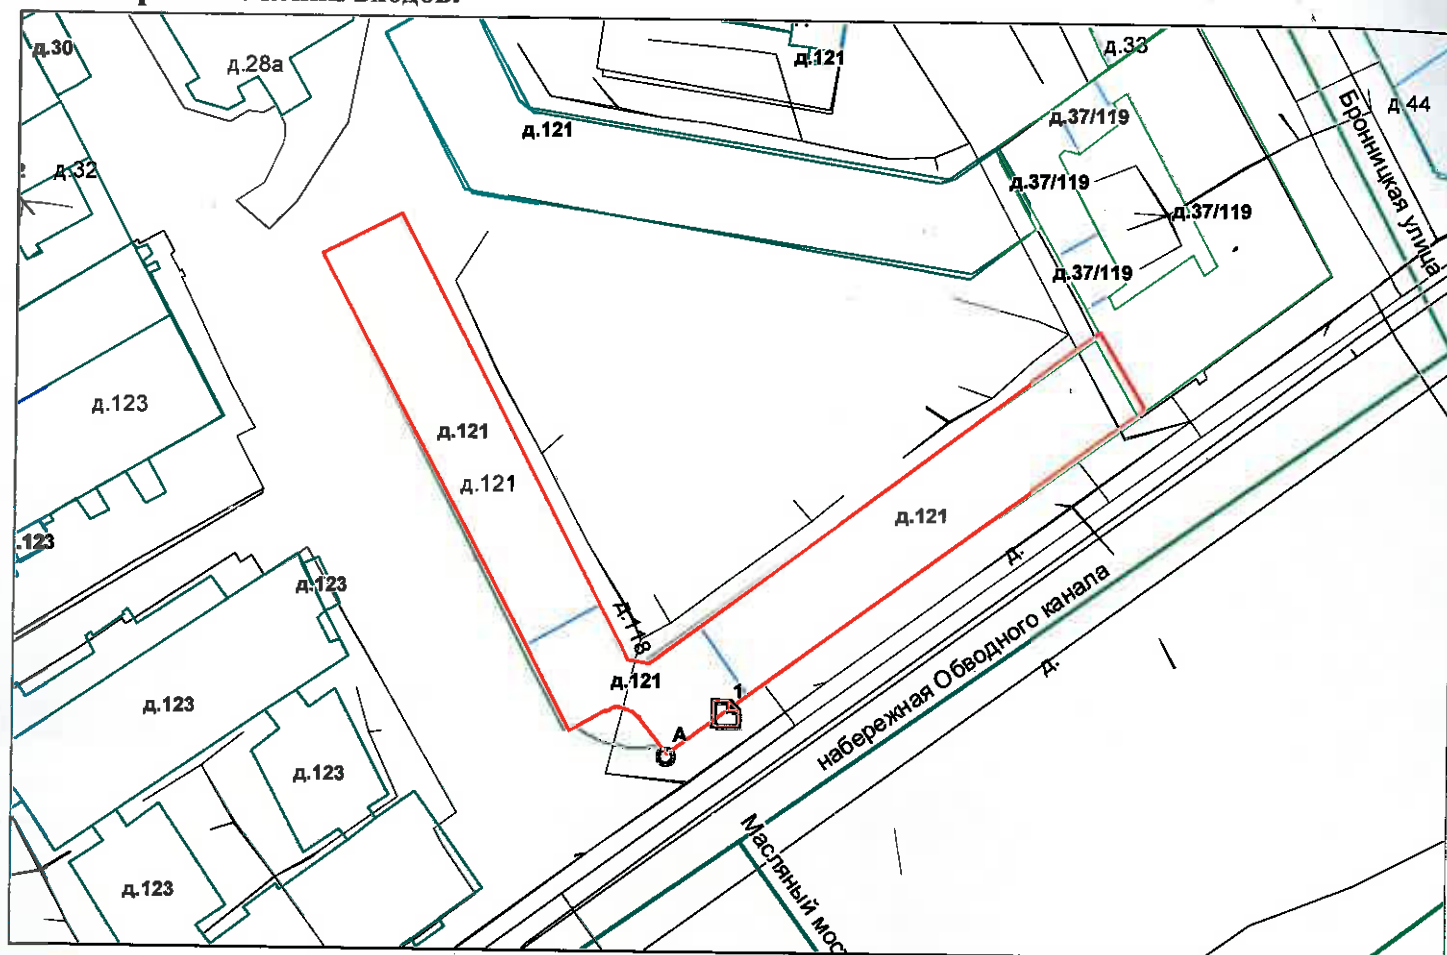 входов.
д.30
д.28а
д.121
д.33
д.44
д.121
д.37/119
Бронницкая улица
д.32
д.37/119
д.37/119
д.37/119
д.123
д.121
д.121
д.121
.123
д.
д.123
д.118
набережная Обводного канала
д.
д.121
1
д.123
А
д.123
Масляный мос
д.123